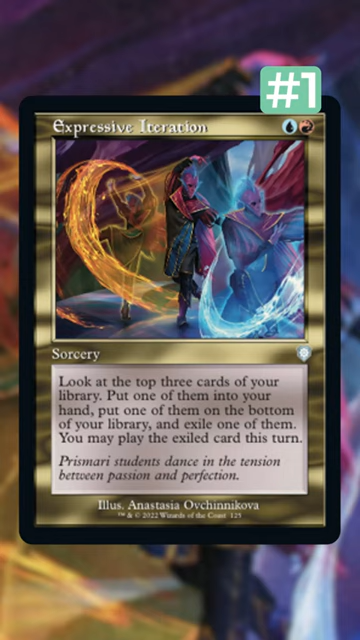 #1
Expressive Iteration
Sorcery
Look at the top three cards of your
library. Put one of them into your
hand, put one of them on the bottom
of your library, and exile one of them.
You may play the exiled card this turn.
Prismari students dance in the tension
between passion and perfection.
Illus. Anastasia Ovchinnikova
™ & © 2022 Wizards of the Coast 125